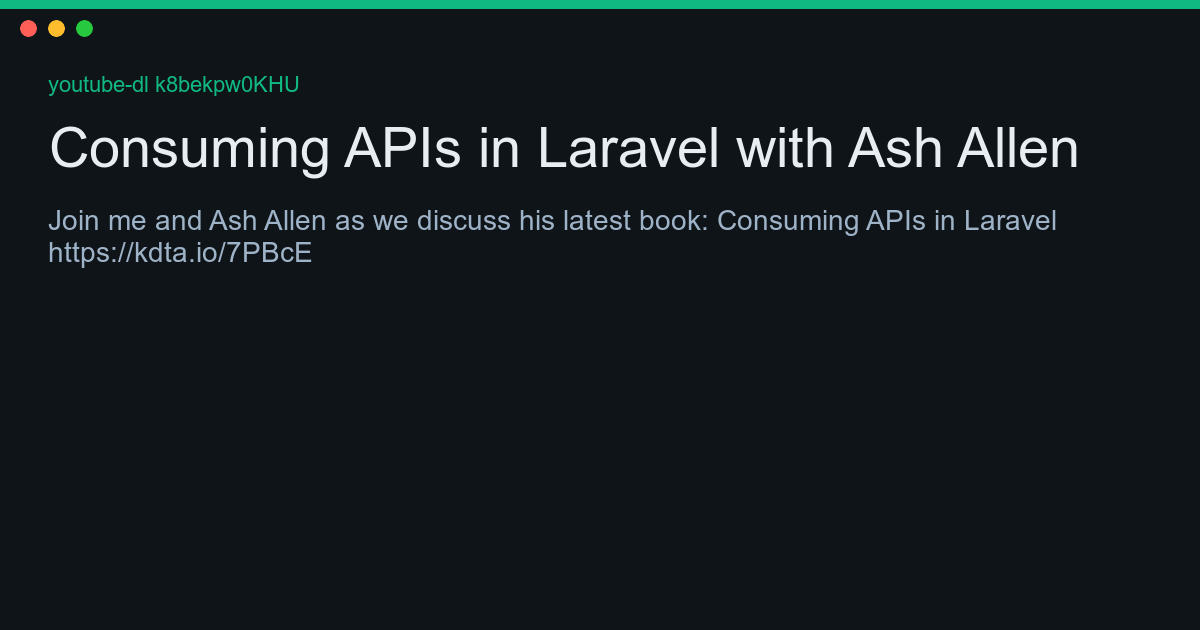 youtube-dl k8bekpw0KHU
Consuming APIs in Laravel with Ash Allen
Join me and Ash Allen as we discuss his latest book: Consuming APIs in Laravel
https://kdta.io/7PBcE